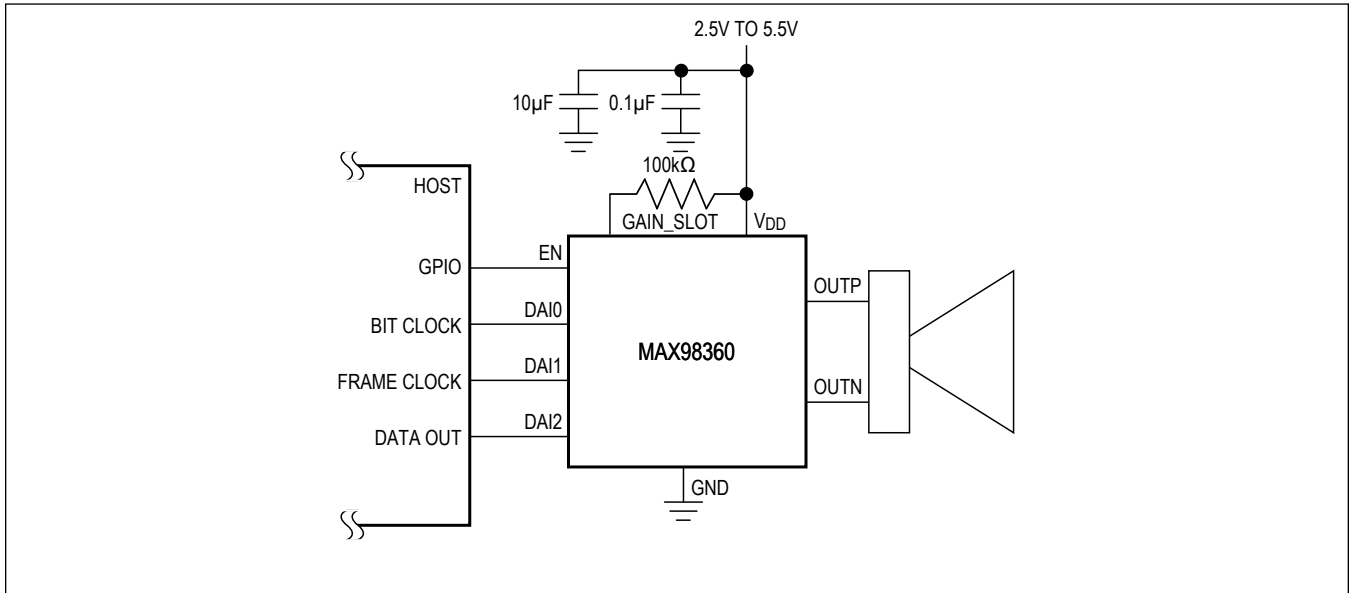 2.5V TO 5.5V
10μF
0.1μF
100kΩ
HOST
GAIN_SLOT
VDD
GPIO
EN
OUTP
BIT CLOCK
DAI0
MAX98360
FRAME CLOCK
DAI1
OUTN
DATA OUT
DAI2
GND